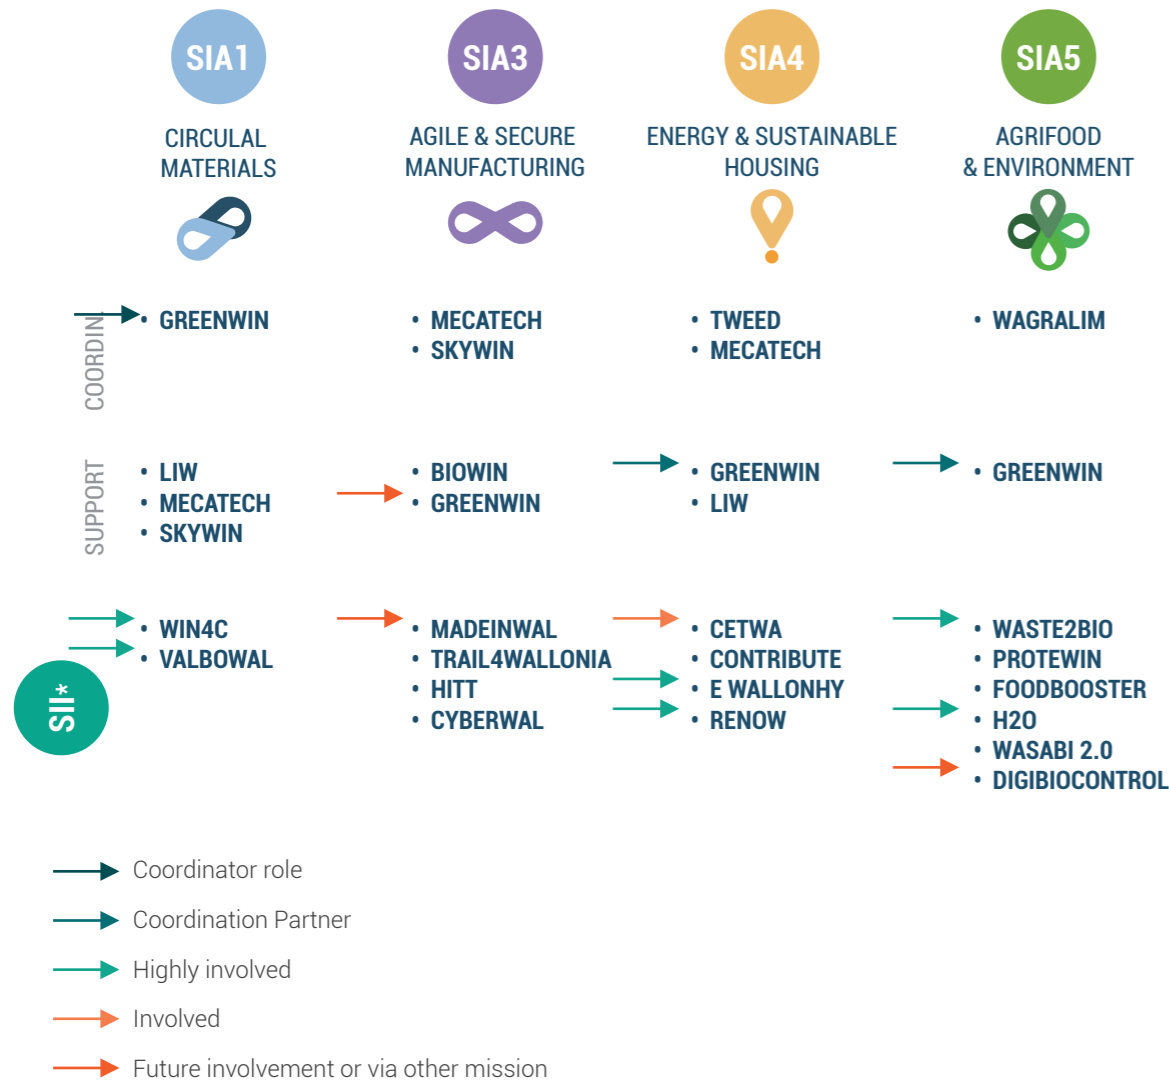 SIA1
SIA3
SIA4
SIA5
CIRCULAL
MATERIALS
AGILE & SECURE
MANUFACTURING
ENERGY & SUSTAINABLE
HOUSING
AGRIFOOD
& ENVIRONMENT
COORDIN
• GREENWIN
• MECATECH
• SKYWIN
• TWEED
• MECATECH
• WAGRALIM
SUPPORT
• LIW
• MECATECH
• SKYWIN
• BIOWIN
• GREENWIN
• GREENWIN
• LIW
• GREENWIN
SII*
• WIN4C
• VALBOWAL
• MADEINWAL
• TRAIL4WALLONIA
• HITT
• CYBERWAL
• CETWA
• CONTRIBUTE
• E WALLONHY
• RENOW
• WASTE2BIO
• PROTEWIN
• FOODBOOSTER
• H2O
• WASABI 2.0
• DIGIBIOCONTROL
Coordinator role
Coordination Partner
Highly involved
Involved
Future involvement or via other mission